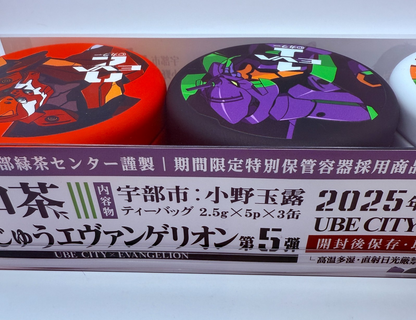 部緑茶センター謹製｜期間限定特別保管容器採用商品
茶に
内容物
宇部市：小野玉露
ティーバッグ 2.5g×5p×3缶
2025年
UBE CITY
じゅうエヴァンゲリオン 第5弾
開封後保存・
UBE CITY × EVANGELION
高温多湿・直射日光厳禁